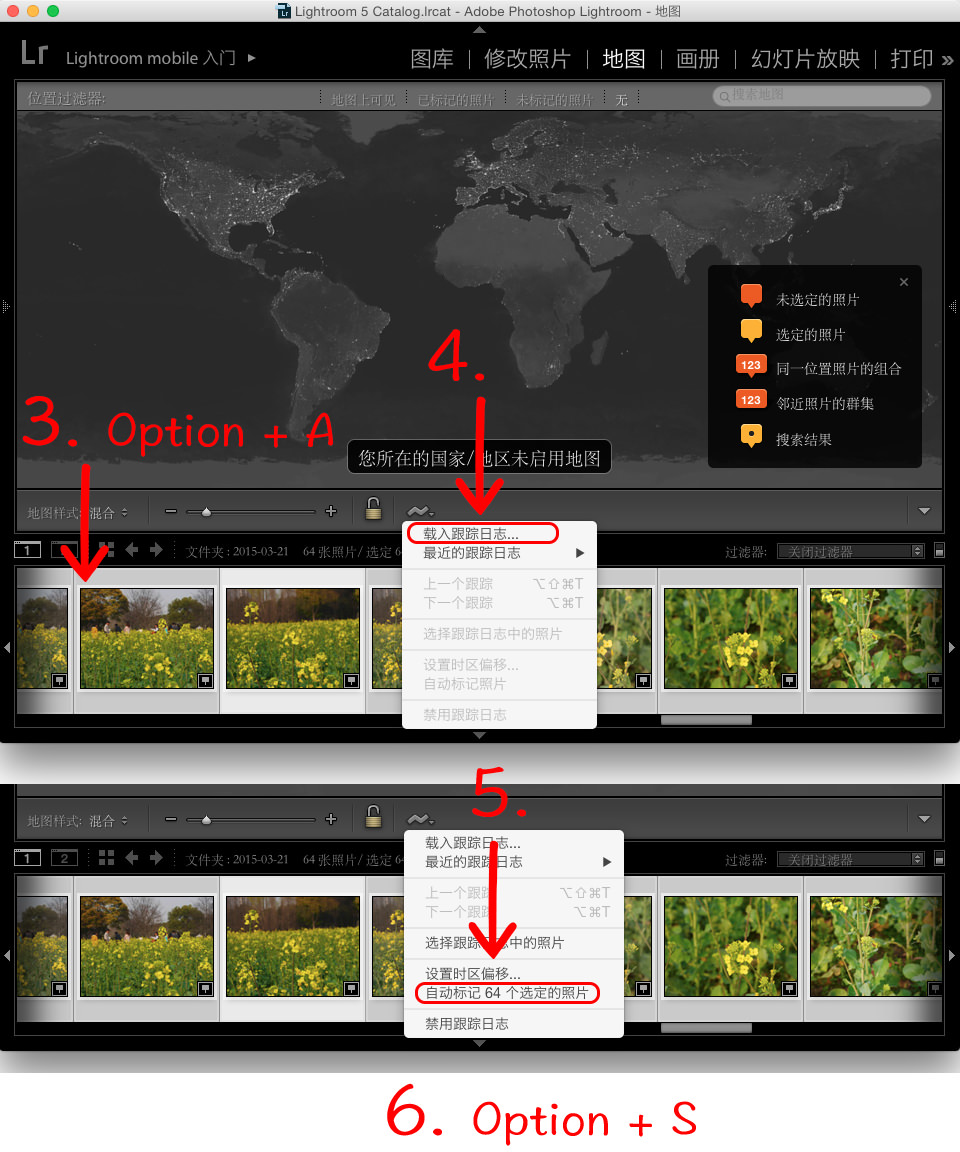 Lightroom 5 Catalog.lrcat - Adobe Photoshop Lightroom - 地图
Lr Lightroom mobile 入门
图库 | 修改照片 | 地图 | 画册 | 幻灯片放映 | 打印 »
位置过滤器: 地图上可见 已标记的照片 未标记的照片 无 搜索地图
未选定的照片
选定的照片
123 同一位置照片的组合
123 邻近照片的群集
搜索结果
4.
3. Option + A
您所在的国家/地区未启用地图
地图样式: 混合
载入跟踪日志...
最近的跟踪日志
上一个跟踪 ⌥⇧⌘T
下一个跟踪 ⌥⌘T
选择跟踪日志中的照片
设置时区偏移...
自动标记照片
禁用跟踪日志
1 文件夹 : 2015-03-21 64 张照片/ 选定 6 过滤器: 关闭过滤器
5.
地图样式: 混合
载入跟踪日志...
最近的跟踪日志
上一个跟踪 ⌥⇧⌘T
下一个跟踪 ⌥⌘T
选择跟踪日志中的照片
设置时区偏移...
自动标记 64 个选定的照片
禁用跟踪日志
1 2 文件夹 : 2015-03-21 64 张照片/ 选定 6 过滤器: 关闭过滤器
6. Option + S